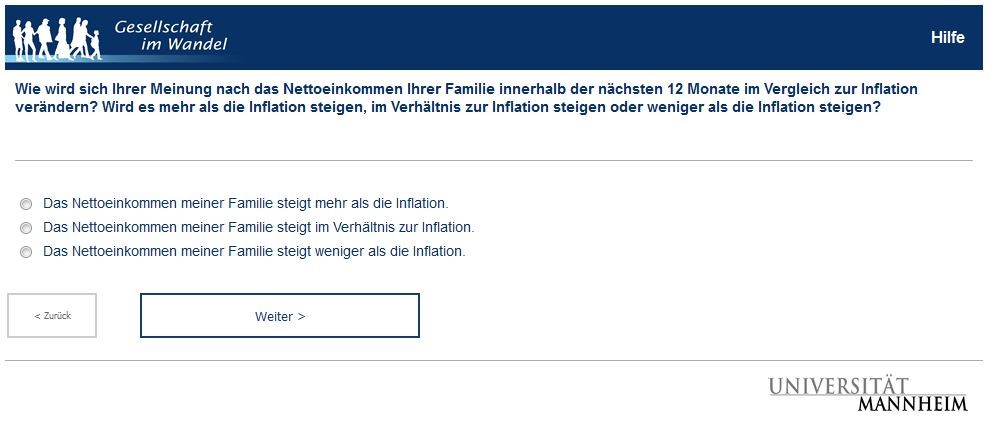 Gesellschaft
im Wandel
Hilfe
Wie wird sich Ihrer Meinung nach das Nettoeinkommen Ihrer Familie innerhalb der nächsten 12 Monate im Vergleich zur Inflation
verändern? Wird es mehr als die Inflation steigen, im Verhältnis zur Inflation steigen oder weniger als die Inflation steigen?
Das Nettoeinkommen meiner Familie steigt mehr als die Inflation.
Das Nettoeinkommen meiner Familie steigt im Verhältnis zur Inflation.
Das Nettoeinkommen meiner Familie steigt weniger als die Inflation.
< Zurück
Weiter >
UNIVERSITÄT
MANNHEIM